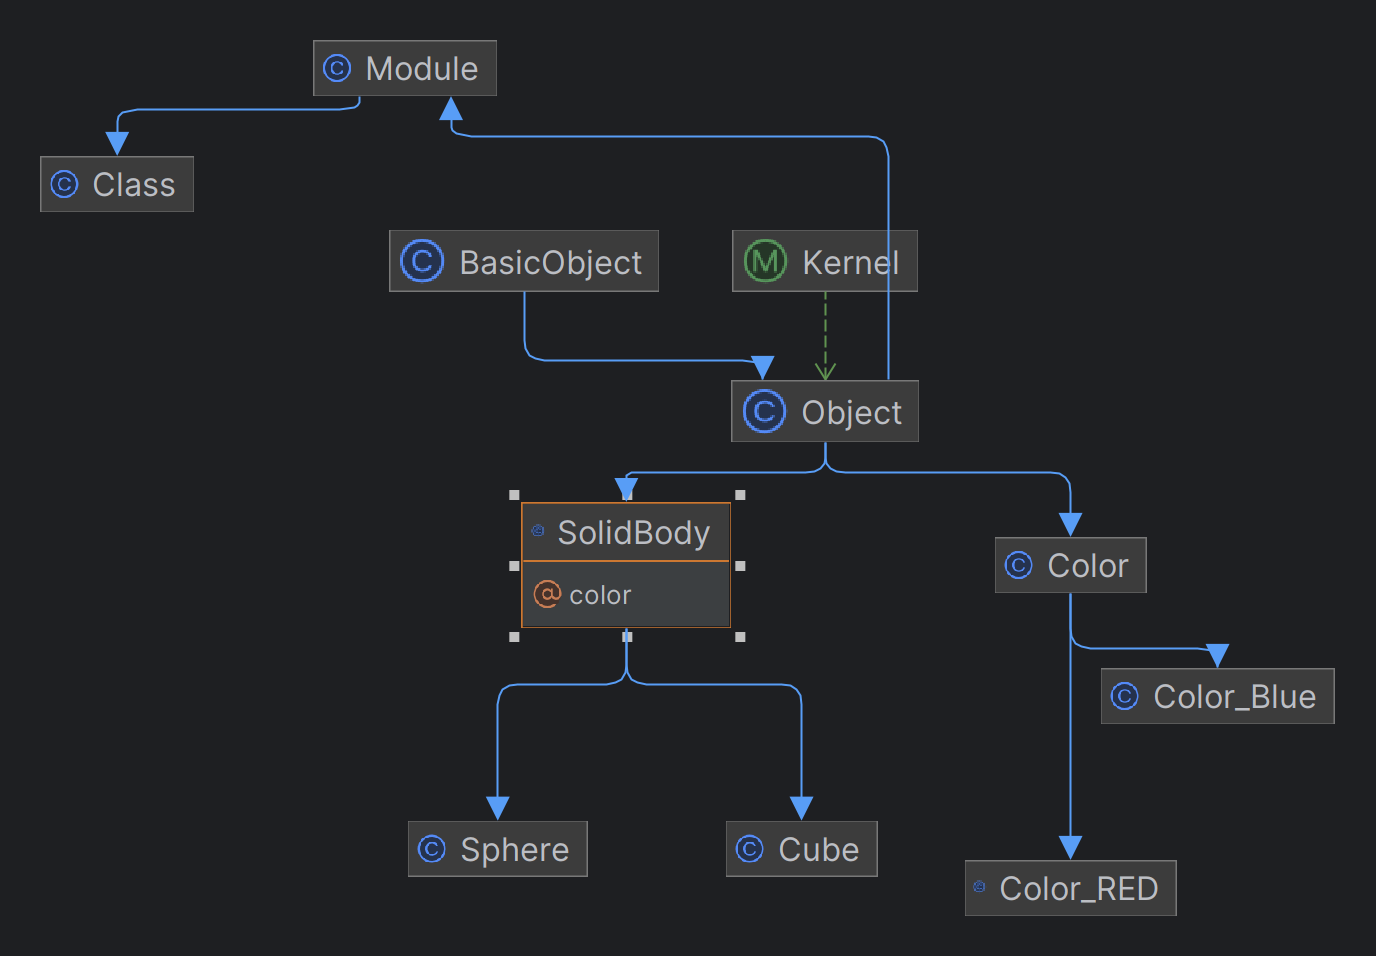 C Module
C Class
C BasicObject
M Kernel
C Object
SolidBody
@ color
C Color
C Color_Blue
C Sphere
C Cube
Color_RED